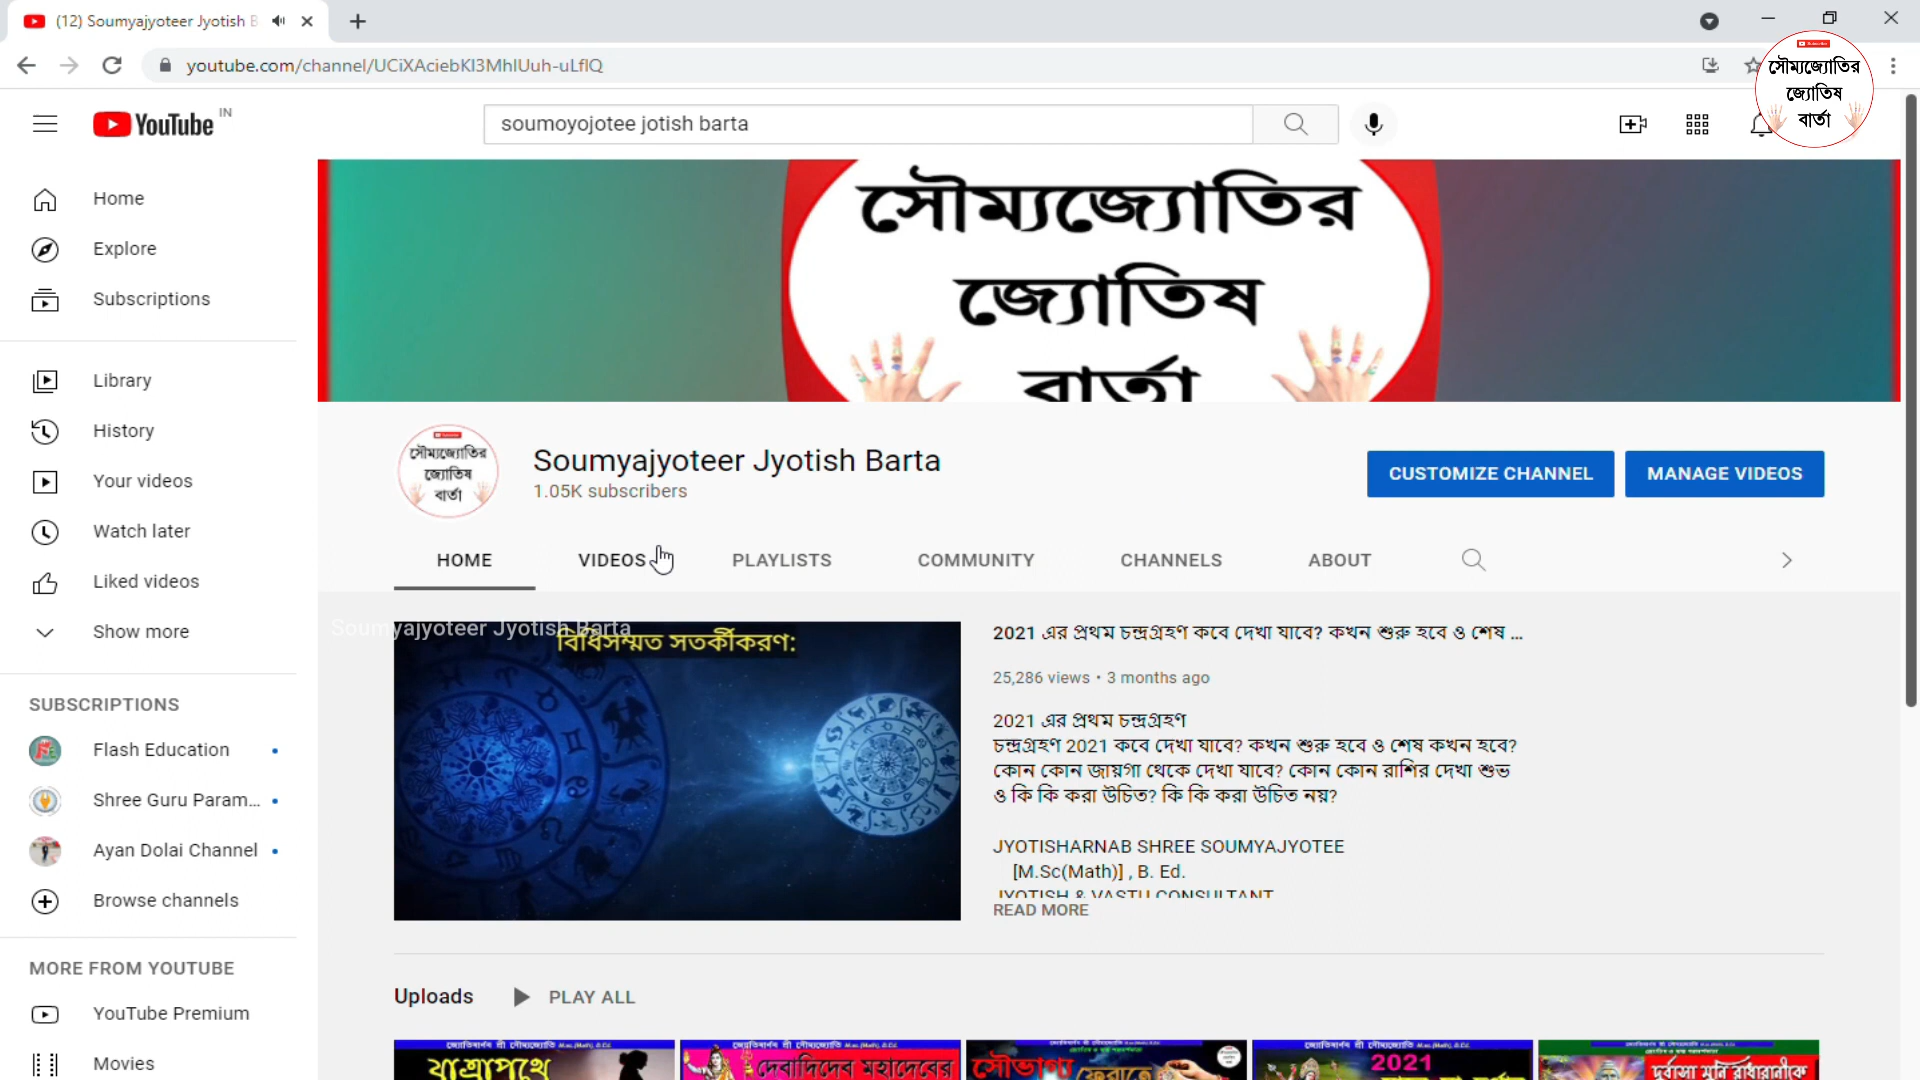 (12) Soumyajyoteer Jyotish B
youtube.com/channel/UCiXAciebKI3MhlUuh-uLflQ
YouTube IN
soumoyojotee jotish barta
সৌম্যজ্যোতির
জ্যোতিষ
বার্তা
Home
Explore
Subscriptions
Library
History
Your videos
Watch later
Liked videos
Show more
SUBSCRIPTIONS
Flash Education
Shree Guru Param...
Ayan Dolai Channel
Browse channels
MORE FROM YOUTUBE
YouTube Premium
Movies
সৌম্যজ্যোতির
জ্যোতিষ
বার্তা
সৌম্যজ্যোতির
জ্যোতিষ
বার্তা
Soumyajyoteer Jyotish Barta
1.05K subscribers
CUSTOMIZE CHANNEL
MANAGE VIDEOS
HOME VIDEOS PLAYLISTS COMMUNITY CHANNELS ABOUT
Soumyajyoteer Jyotish Barta
বিধিসম্মত সতর্কীকরণ:
2021 এর প্রথম চন্দ্রগ্রহণ কবে দেখা যাবে? কখন শুরু হবে ও শেষ ...
25,286 views • 3 months ago
2021 এর প্রথম চন্দ্রগ্রহণ
চন্দ্রগ্রহণ 2021 কবে দেখা যাবে? কখন শুরু হবে ও শেষ কখন হবে?
কোন কোন জায়গা থেকে দেখা যাবে? কোন কোন রাশির দেখা শুভ
ও কি কি করা উচিত? কি কি করা উচিত নয়?
JYOTISHARNAB SHREE SOUMYAJYOTEE
[M.Sc(Math)] , B. Ed.
JYOTISH & VASTU CONSULTANT
READ MORE
Uploads PLAY ALL
যাত্রাপথে
দেবাদিদেব মহাদেবের
সৌভাগ্য
ফেরাতে
2021
দুর্বাসা মুনি রাধারানীকে